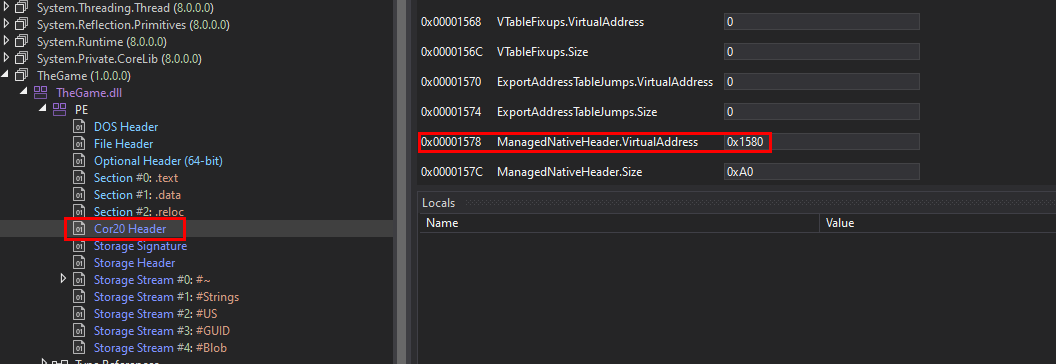 System.Threading.Thread (8.0.0.0)
System.Reflection.Primitives (8.0.0.0)
System.Runtime (8.0.0.0)
System.Private.CoreLib (8.0.0.0)
TheGame (1.0.0.0)
TheGame.dll
PE
DOS Header
File Header
Optional Header (64-bit)
Section #0: .text
Section #1: .data
Section #2: .reloc
Cor20 Header
Storage Signature
Storage Header
Storage Stream #0: #~
Storage Stream #1: #Strings
Storage Stream #2: #US
Storage Stream #3: #GUID
Storage Stream #4: #Blob
Type References
0x00001568 VTableFixups.VirtualAddress 0
0x0000156C VTableFixups.Size 0
0x00001570 ExportAddressTableJumps.VirtualAddress 0
0x00001574 ExportAddressTableJumps.Size 0
0x00001578 ManagedNativeHeader.VirtualAddress 0x1580
0x0000157C ManagedNativeHeader.Size 0xA0
Locals
Name Value